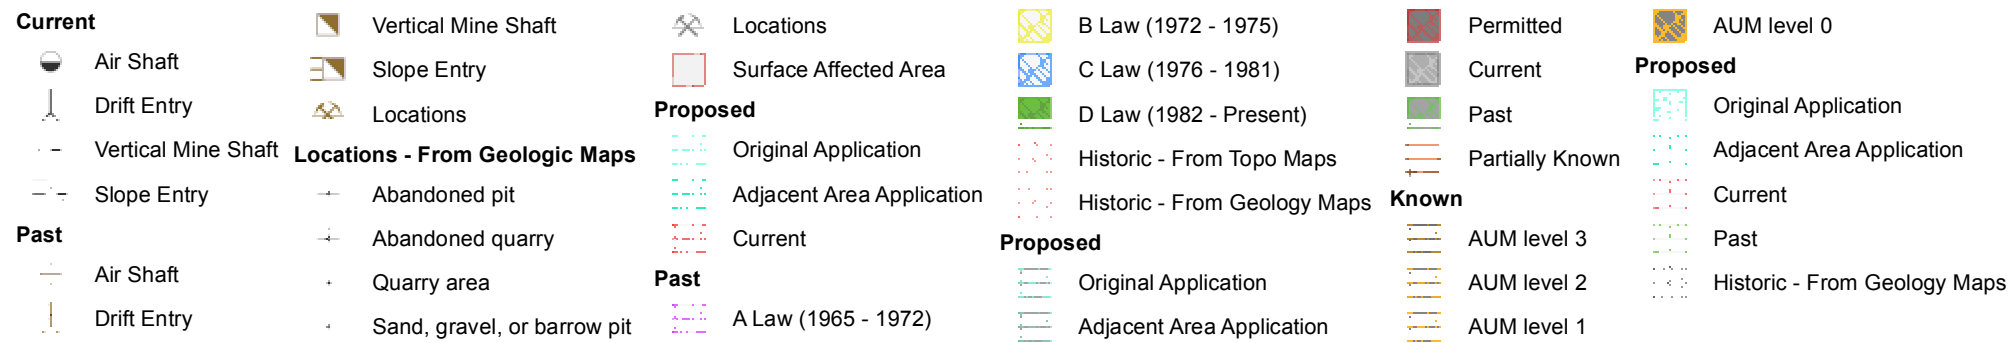 Current
Air Shaft
Drift Entry
Vertical Mine Shaft
Slope Entry
Past
Air Shaft
Drift Entry
Vertical Mine Shaft
Slope Entry
Locations
Locations - From Geologic Maps
Abandoned pit
Abandoned quarry
Quarry area
Sand, gravel, or barrow pit
Locations
Surface Affected Area
Proposed
Original Application
Adjacent Area Application
Current
Past
A Law (1965 - 1972)
B Law (1972 - 1975)
C Law (1976 - 1981)
D Law (1982 - Present)
Historic - From Topo Maps
Historic - From Geology Maps
Proposed
Original Application
Adjacent Area Application
Permitted
Current
Past
Partially Known
Known
AUM level 3
AUM level 2
AUM level 1
AUM level 0
Proposed
Original Application
Adjacent Area Application
Current
Past
Historic - From Geology Maps